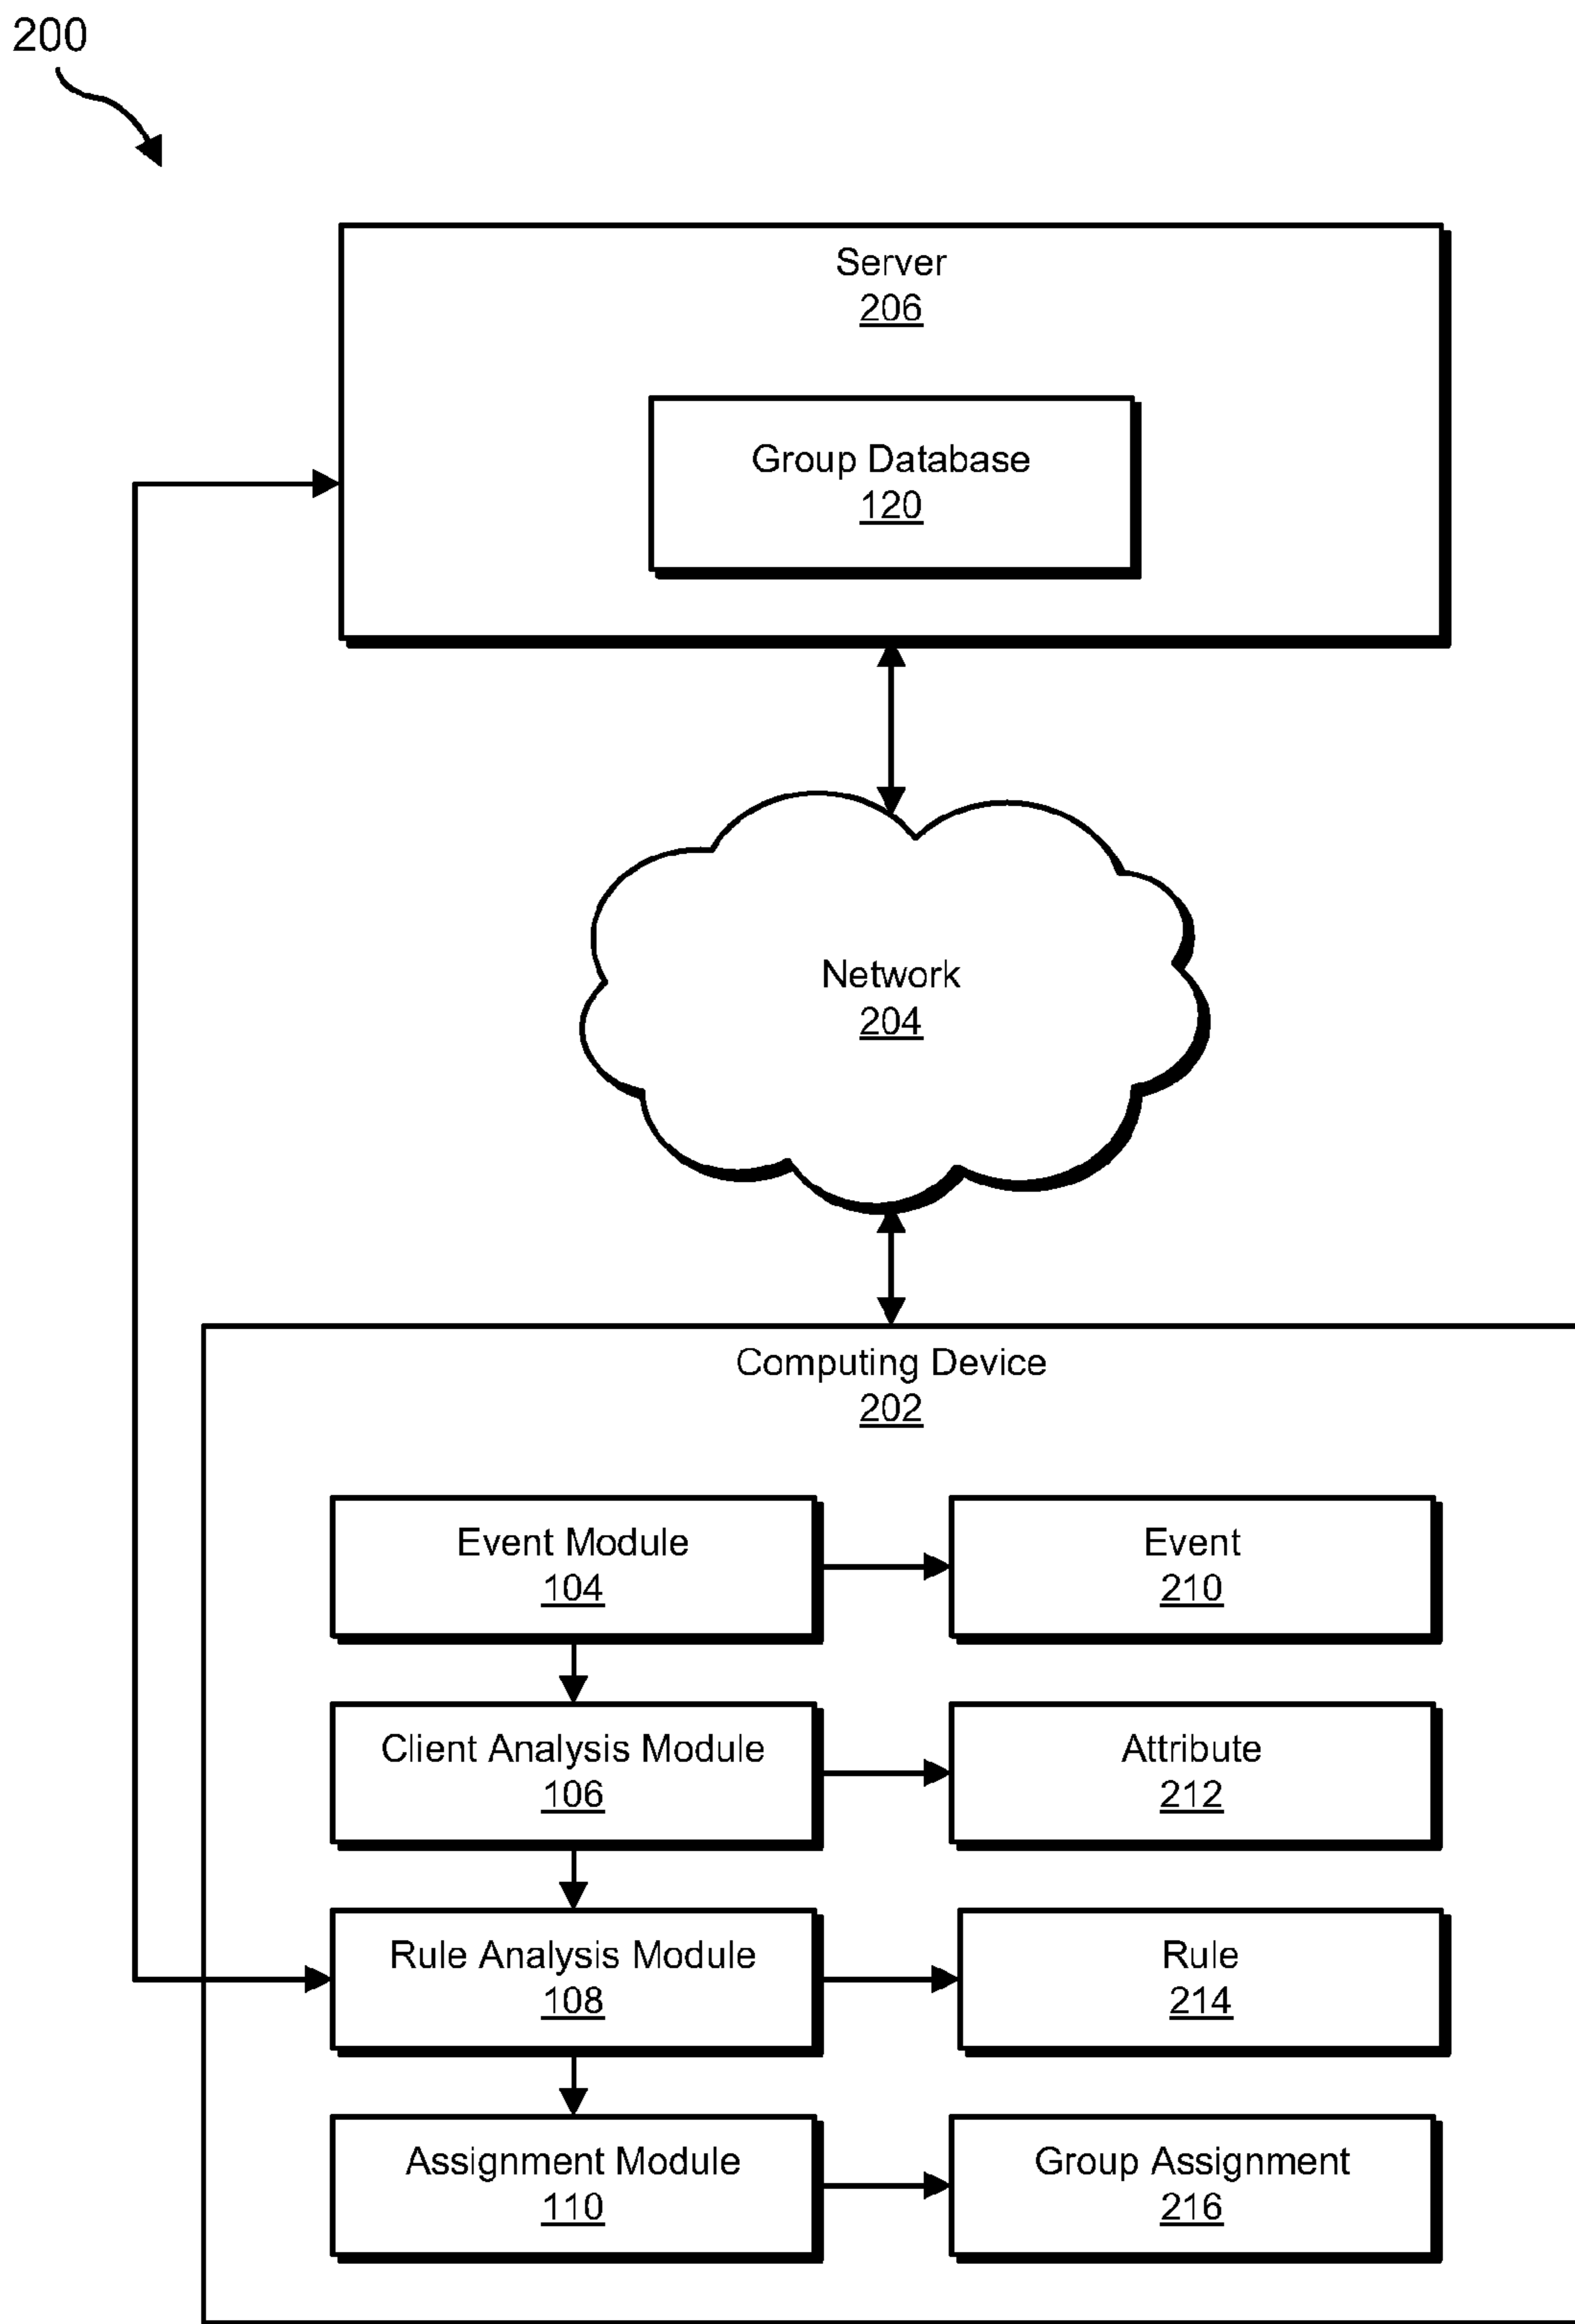 200
Server
206
Group Database
120
Network
204
Computing Device
202
Event Module
104
Event
210
Client Analysis Module
106
Attribute
212
Rule Analysis Module
108
Rule
214
Assignment Module
110
Group Assignment
216